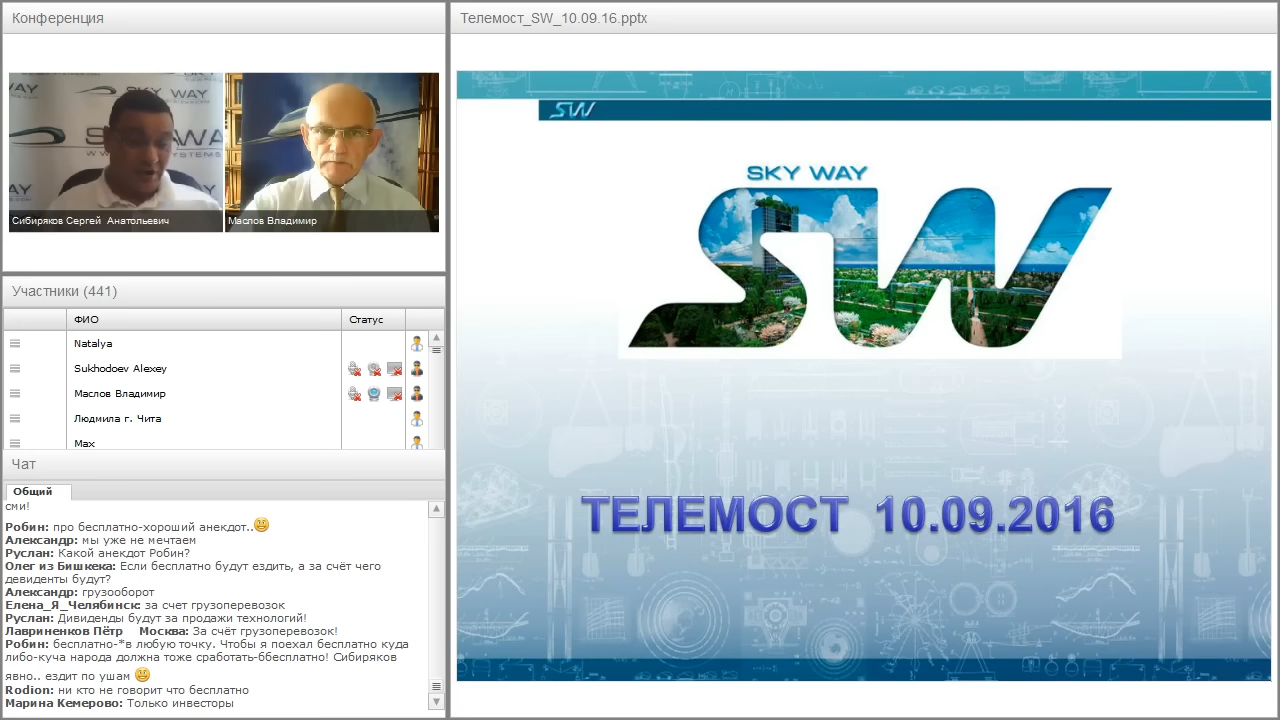 Конференция
SKY WAY
SKY WAY
Сибиряков Сергей Анатольевич
Маслов Владимир
Участники (441)
ФИО
Статус
Natalya
Sukhodoev Alexey
Маслов Владимир
Людмила г. Чита
Max
Чат
Общий
сми!
Робин: про бесплатно-хороший анекдот..
Александр: мы уже не мечтаем
Руслан: Какой анекдот Робин?
Олег из Бишкека: Если бесплатно будут ездить, а за счёт чего
девиденты будут?
Александр: грузооборот
Елена_Я_Челябинск: за счет грузоперевозок
Руслан: Дивиденды будут за продажи технологий!
Лавриненков Пётр Москва: За счёт грузоперевозок!
Робин: бесплатно-*в любую точку. Чтобы я поехал бесплатно куда
либо-куча народа должна тоже сработать-ббесплатно! Сибиряков
явно.. ездит по ушам
Rodion: ни кто не говорит что бесплатно
Марина Кемерово: Только инвесторы
Телемост_SW_10.09.16.pptx
SW
SKY WAY
SW
ТЕЛЕМОСТ 10.09.2016